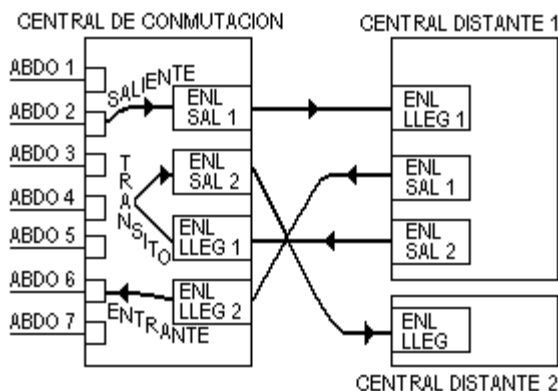 CENTRAL DE CONMUTACION
CENTRAL DISTANTE 1
ABDO 1
ABDO 2
ABDO 3
ABDO 4
ABDO 5
ABDO 6
ABDO 7
SALIENTE
TRANSITO
ENTRANTE
ENL
SAL 1
ENL
SAL 2
ENL
LLEG 1
ENL
LLEG 2
ENL
LLEG 1
ENL
SAL 1
ENL
SAL 2
ENL
LLEG
CENTRAL DISTANTE 2